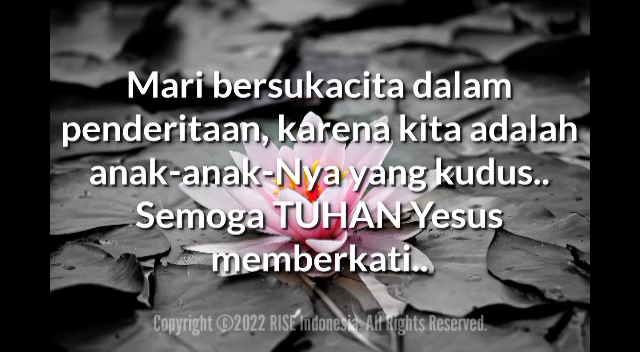 Mari bersukacita dalam
penderitaan, karena kita adalah
anak-anak-Nya yang kudus..
Semoga TUHAN Yesus
memberkati..
Copyright ©2022 RISE Indonesia. All Rights Reserved.